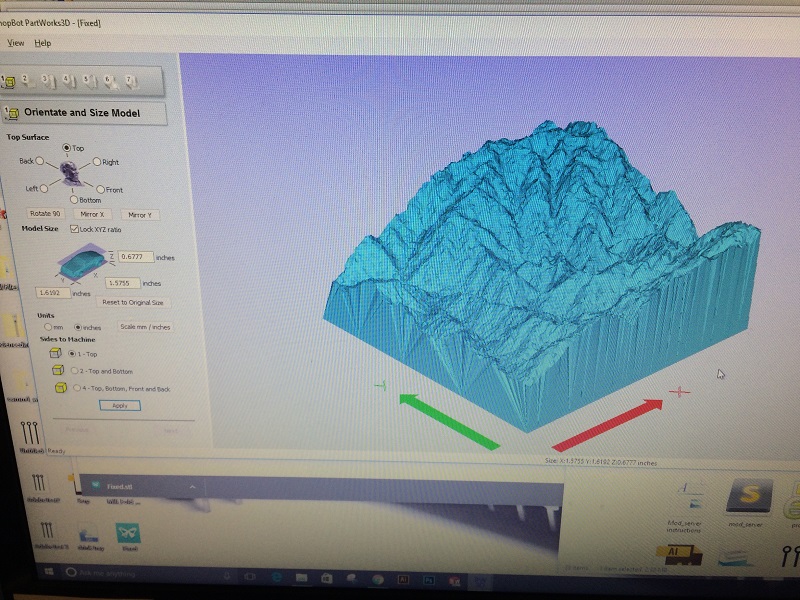 hopBot PartWorks3D - [Fixed]
View Help
1 2 3 4 5 6 7
1 Orientate and Size Model
Top Surface
Top
Back Right
Left Front
Bottom
Rotate 90 Mirror X Mirror Y
Model Size Lock XYZ ratio
Z 0.6777 inches
Y X
1.5755 inches
1.6192 inches
Reset to Original Size
Units
mm inches Scale mm / inches
Sides to Machine
1 - Top
2 - Top and Bottom
4 - Top, Bottom, Front and Back
Apply
Ready
Size: X:1.5755 Y:1.6192 Z:0.6777 inches
Fixed.stl
Mod_server
instructions
mod_server
S
AI
Ask me anything
Ai